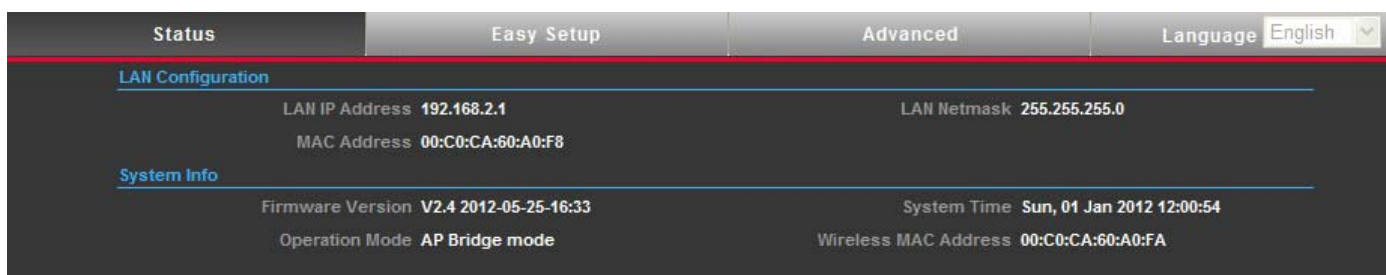 Status Easy Setup Advanced Language English
LAN Configuration
LAN IP Address 192.168.2.1 LAN Netmask 255.255.255.0
MAC Address 00:C0:CA:60:A0:F8
System Info
Firmware Version V2.4 2012-05-25-16:33 System Time Sun, 01 Jan 2012 12:00:54
Operation Mode AP Bridge mode Wireless MAC Address 00:C0:CA:60:A0:FA